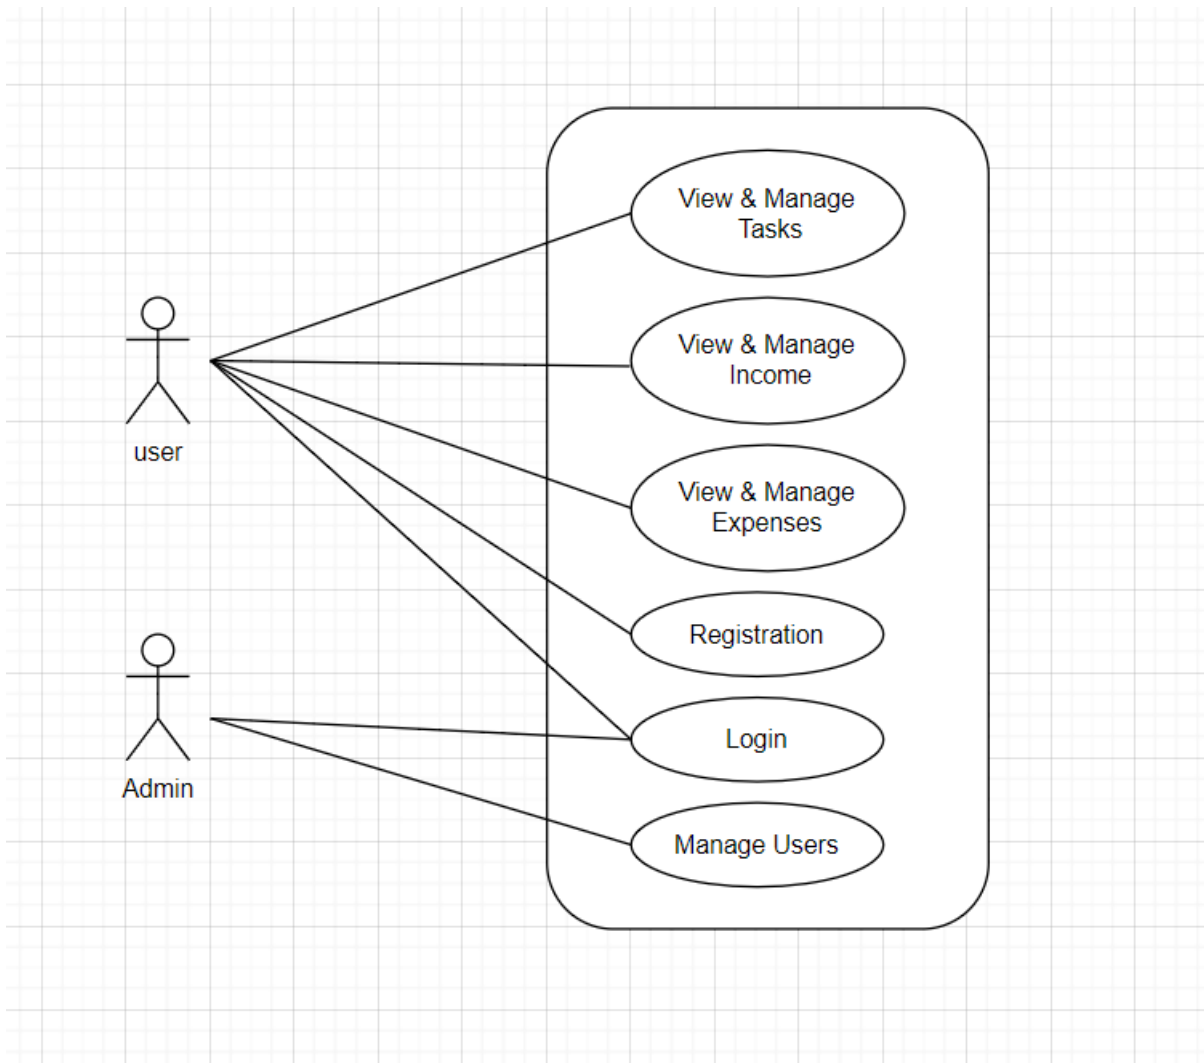 View & Manage
Tasks
View & Manage
Income
user
View & Manage
Expenses
Registration
Login
Admin
Manage Users